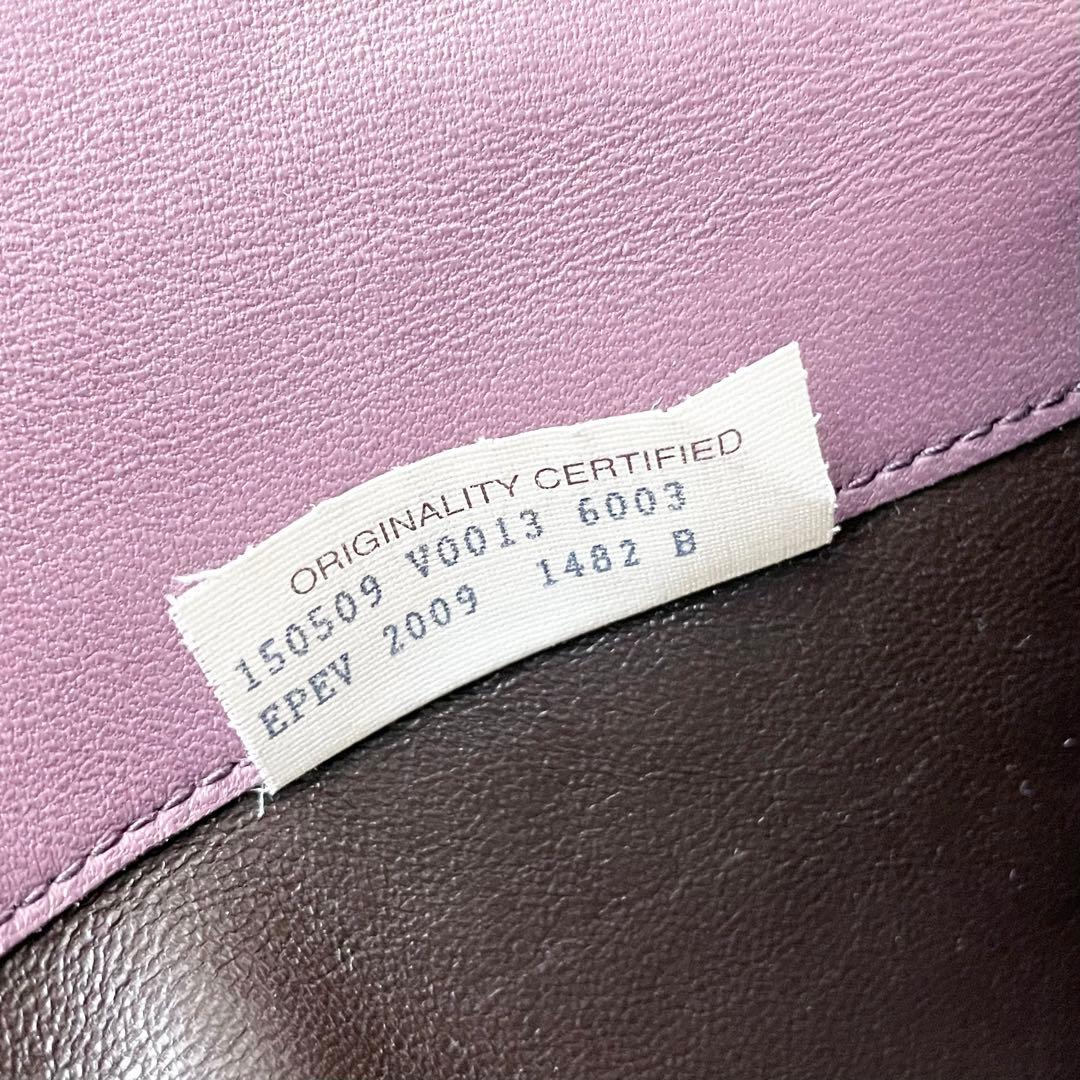 ORIGINALITY CERTIFIED
150509 V0013 6003
EPEV 2009 1482 B